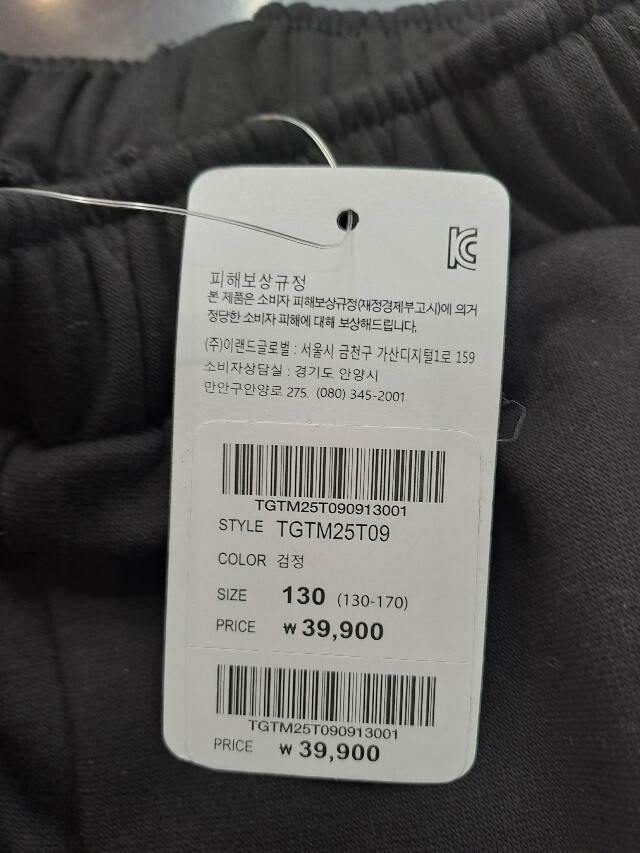 피해보상규정
본 제품은 소비자 피해보상규정(재정경제부고시)에 의거
정당한 소비자 피해에 대해 보상해드립니다.
(주)이랜드글로벌 : 서울시 금천구 가산디지털1로 159
소비자상담실 : 경기도 안양시
만안구안양로 275. (080) 345-2001
TGTM25T090913001
STYLE TGTM25T09
COLOR 검정
SIZE 130 (130-170)
PRICE ₩ 39,900
TGTM25T090913001
PRICE ₩ 39,900